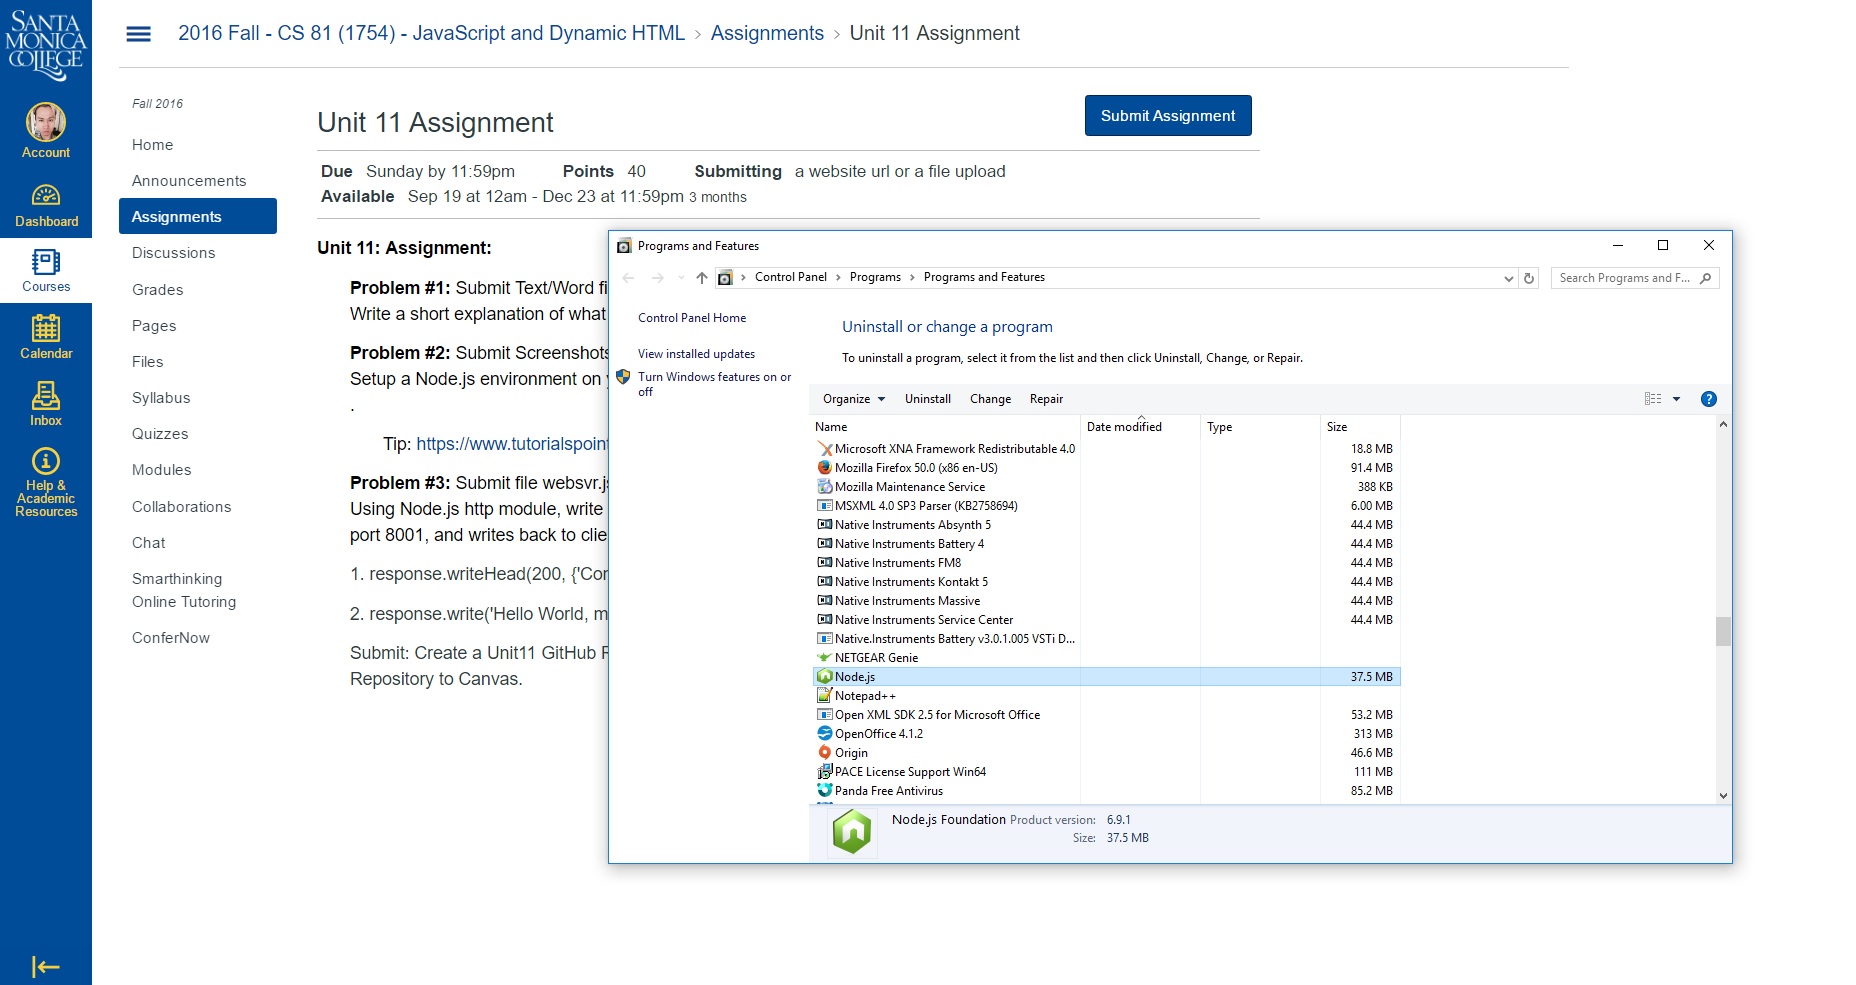 SANTA
MONICA
COLLEGE
Account
Dashboard
Courses
Calendar
Inbox
Help &
Academic
Resources
2016 Fall - CS 81 (1754) - JavaScript and Dynamic HTML > Assignments > Unit 11 Assignment
Fall 2016
Home
Announcements
Assignments
Discussions
Grades
Pages
Files
Syllabus
Quizzes
Modules
Collaborations
Chat
Smarthinking
Online Tutoring
ConferNow
Unit 11 Assignment
Submit Assignment
Due Sunday by 11:59pm Points 40 Submitting a website url or a file upload
Available Sep 19 at 12am - Dec 23 at 11:59pm 3 months
Unit 11: Assignment:
Problem #1: Submit Text/Word fi
Write a short explanation of what
Problem #2: Submit Screenshots
Setup a Node.js environment on
.
Tip: https://www.tutorialspoint
Problem #3: Submit file websvr.js
Using Node.js http module, write
port 8001, and writes back to clie
1. response.writeHead(200, {'Con
2. response.write('Hello World, m
Submit: Create a Unit11 GitHub R
Repository to Canvas.
Programs and Features
Control Panel > Programs > Programs and Features
Search Programs and F...
Control Panel Home
View installed updates
Turn Windows features on or
off
Uninstall or change a program
To uninstall a program, select it from the list and then click Uninstall, Change, or Repair.
Organize Uninstall Change Repair
?
Name Date modified Type Size
Microsoft XNA Framework Redistributable 4.0 18.8 MB
Mozilla Firefox 50.0 (x86 en-US) 91.4 MB
Mozilla Maintenance Service 388 KB
MSXML 4.0 SP3 Parser (KB2758694) 6.00 MB
Native Instruments Absynth 5 44.4 MB
Native Instruments Battery 4 44.4 MB
Native Instruments FM8 44.4 MB
Native Instruments Kontakt 5 44.4 MB
Native Instruments Massive 44.4 MB
Native Instruments Service Center 44.4 MB
Native.Instruments Battery v3.0.1.005 VSTi D...
NETGEAR Genie
Node.js 37.5 MB
Notepad++
Open XML SDK 2.5 for Microsoft Office 53.2 MB
OpenOffice 4.1.2 313 MB
Origin 46.6 MB
PACE License Support Win64 111 MB
Panda Free Antivirus 85.2 MB
Node.js Foundation Product version: 6.9.1
Size: 37.5 MB